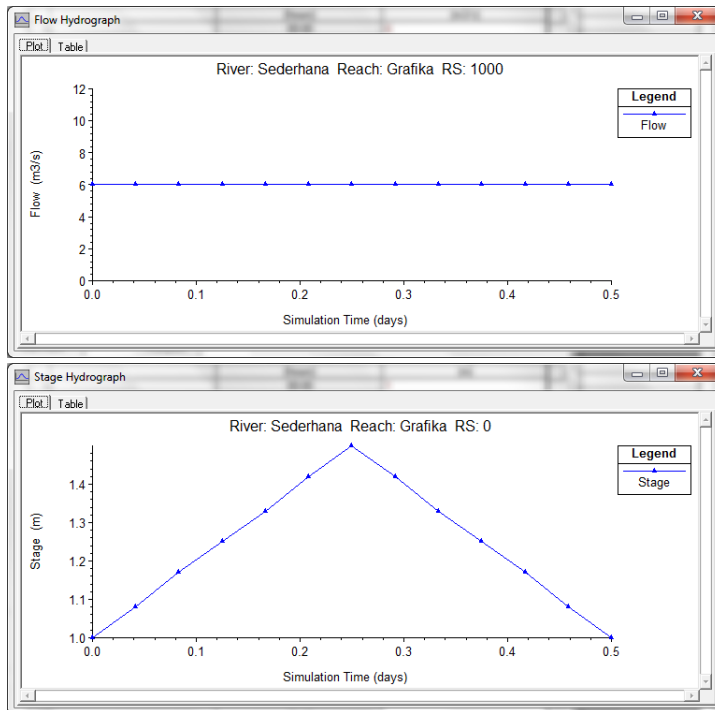 Flow Hydrograph
Plot Table
River: Sederhana Reach: Grafika RS: 1000
Legend
Flow
12
10
8
6
4
2
0
Flow (m3/s)
0.0 0.1 0.2 0.3 0.4 0.5
Simulation Time (days)
Stage Hydrograph
Plot Table
River: Sederhana Reach: Grafika RS: 0
Legend
Stage
1.4
1.3
1.2
1.1
1.0
Stage (m)
0.0 0.1 0.2 0.3 0.4 0.5
Simulation Time (days)